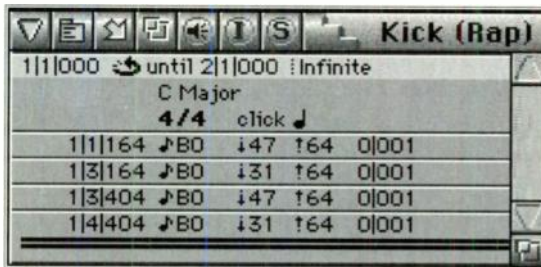 I S Kick (Rap)
1|1|000 until 2|1|000 Infinite
C Major
4/4 click ♩
1|1|164 ♪B0 ↓47 ↑64 0|001
1|3|164 ♪B0 ↓31 ↑64 0|001
1|3|404 ♪B0 ↓47 ↑64 0|001
1|4|404 ♪B0 ↓31 ↑64 0|001